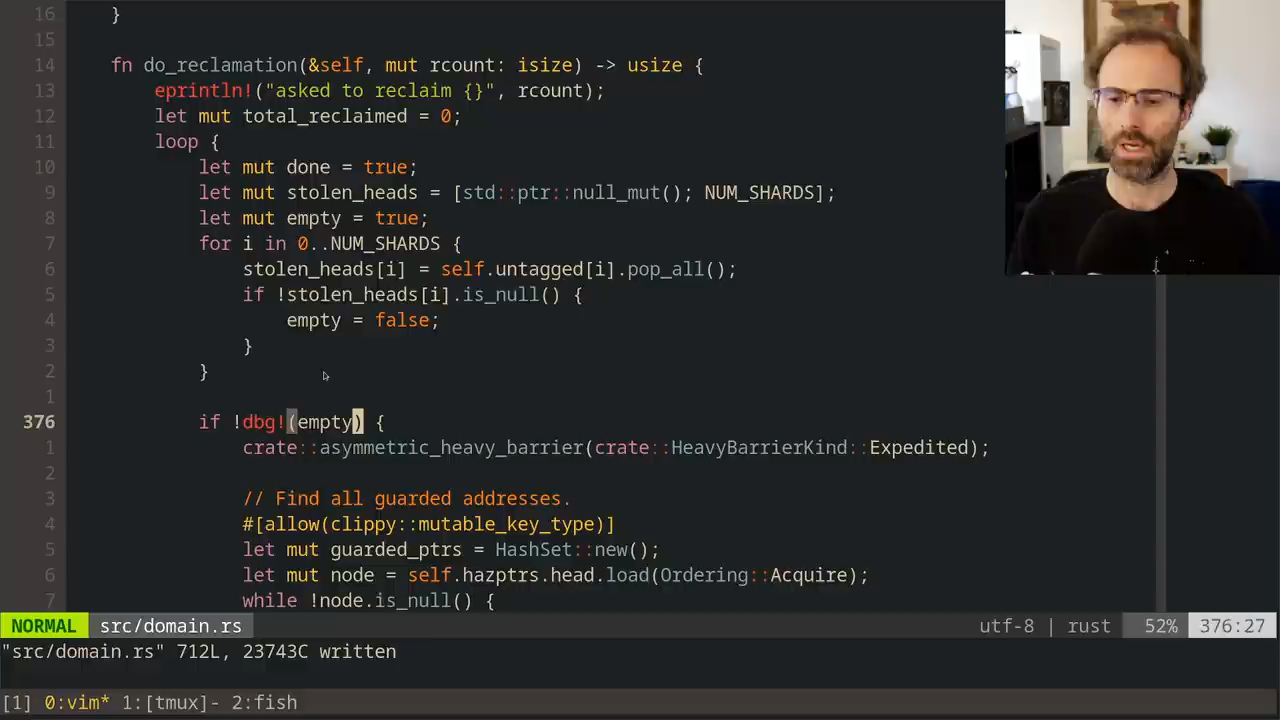 16 }
15
14 fn do_reclamation(&self, mut rcount: isize) -> usize {
13 eprintln!("asked to reclaim {}", rcount);
12 let mut total_reclaimed = 0;
11 loop {
10 let mut done = true;
9 let mut stolen_heads = [std::ptr::null_mut(); NUM_SHARDS];
8 let mut empty = true;
7 for i in 0..NUM_SHARDS {
6 stolen_heads[i] = self.untagged[i].pop_all();
5 if !stolen_heads[i].is_null() {
4 empty = false;
3 }
2 }
1
376 if !dbg!(empty) {
1 crate::asymmetric_heavy_barrier(crate::HeavyBarrierKind::Expedited);
2
3 // Find all guarded addresses.
4 #[allow(clippy::mutable_key_type)]
5 let mut guarded_ptrs = HashSet::new();
6 let mut node = self.hazptrs.head.load(Ordering::Acquire);
7 while !node.is_null() {
NORMAL src/domain.rs utf-8 | rust 52% 376:27
"src/domain.rs" 712L, 23743C written
[1] 0:vim* 1:[tmux]- 2:fish